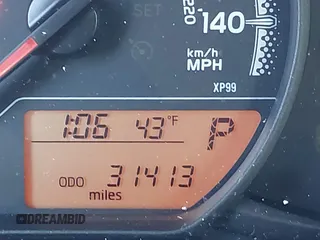 SET
220
140
km/h
MPH
XP99
1:06 43°F P
ODO 31413
miles
DREAMBID